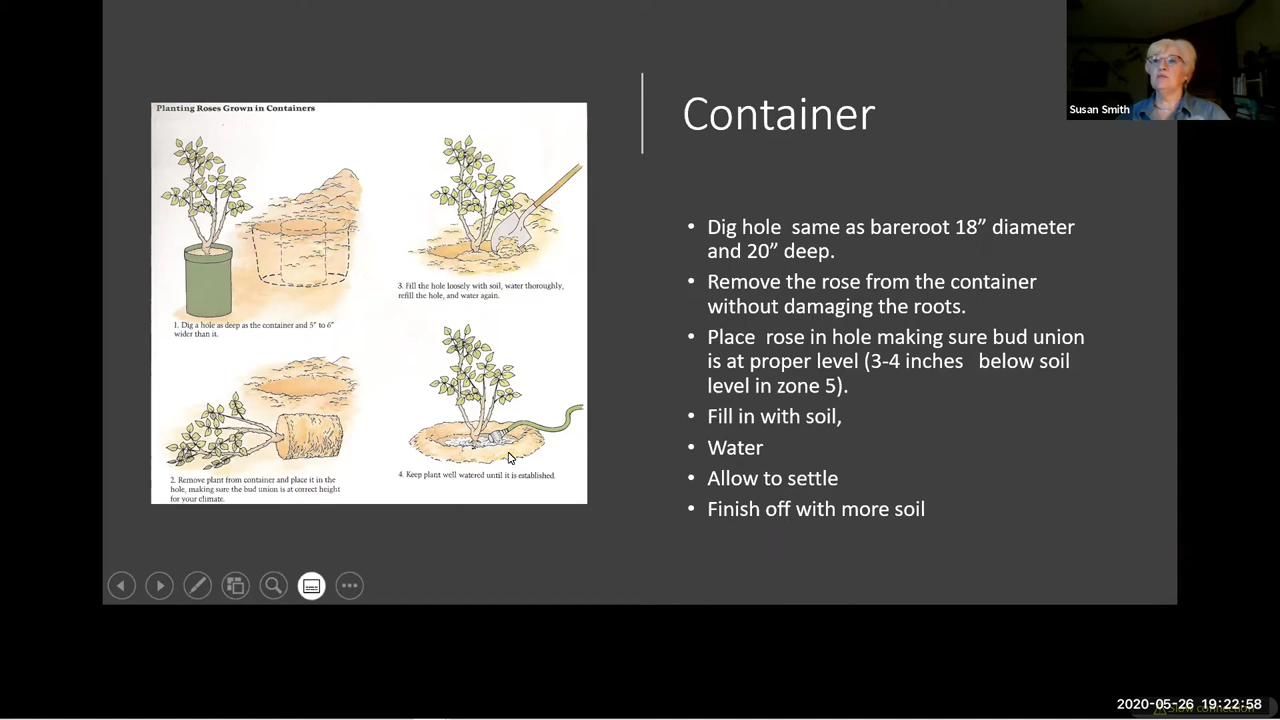 Planting Roses Grown in Containers
1. Dig a hole as deep as the container and 5" to 6"
wider than it.
2. Remove plant from container and place it in the
hole, making sure the bud union is at correct height
for your climate.
3. Fill the hole loosely with soil, water thoroughly,
refill the hole, and water again.
4. Keep plant well watered until it is established.
Container
• Dig hole  same as bareroot 18” diameter
and 20” deep.
• Remove the rose from the container
without damaging the roots.
• Place  rose in hole making sure bud union
is at proper level (3-4 inches   below soil
level in zone 5).
• Fill in with soil,
• Water
• Allow to settle
• Finish off with more soil
Susan Smith
2020-05-26 19:22:58
Slow connection